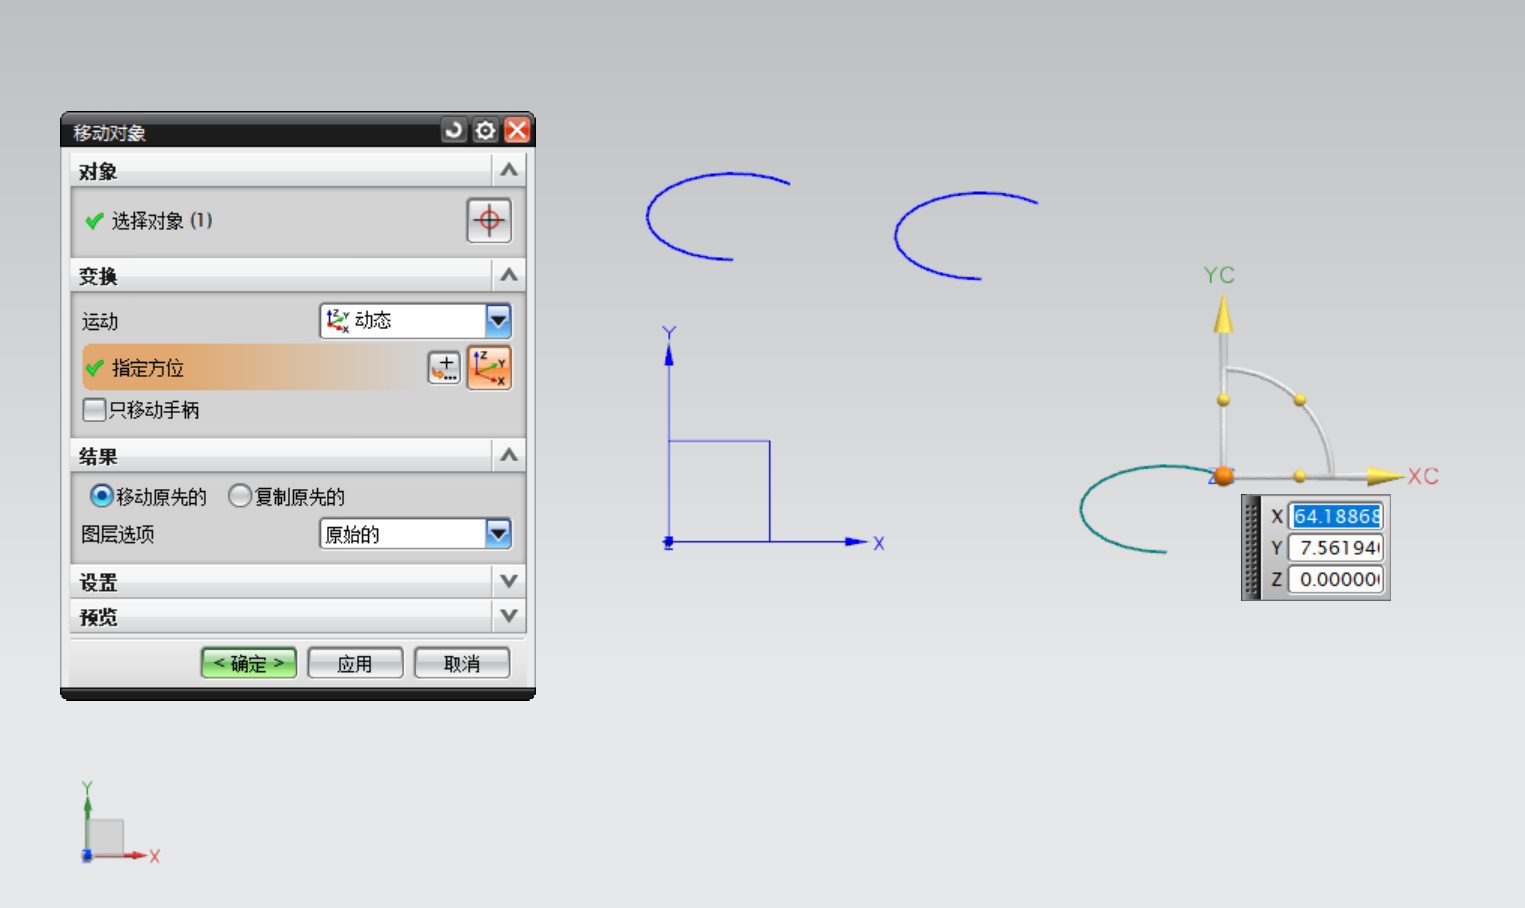 移动对象
对象
选择对象 (1)
变换
运动
Z Y X 动态
指定方位
Z Y X
只移动手柄
结果
移动原先的 复制原先的
图层选项
原始的
设置
预览
< 确定 > 应用 取消
Y
X
Z
YC
XC
Z
X 64.18868
Y 7.56194
Z 0.00000
Y
X
Z